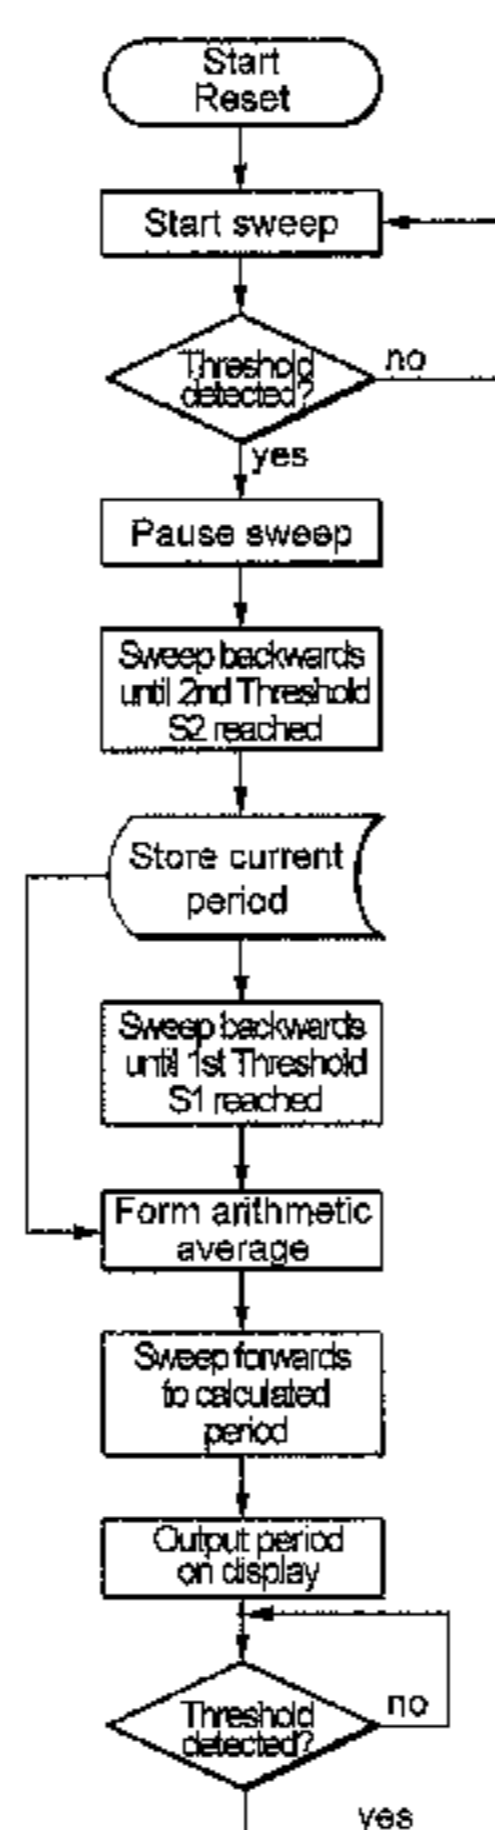 Start
Reset
Start sweep
Threshold
detected?
no
yes
Pause sweep
Sweep backwards
until 2nd Threshold
S2 reached
Store current
period
Sweep backwards
until 1st Threshold
S1 reached
Form arithmetic
average
Sweep forwards
to calculated
period
Output period
on display
Threshold
detected?
no
yes